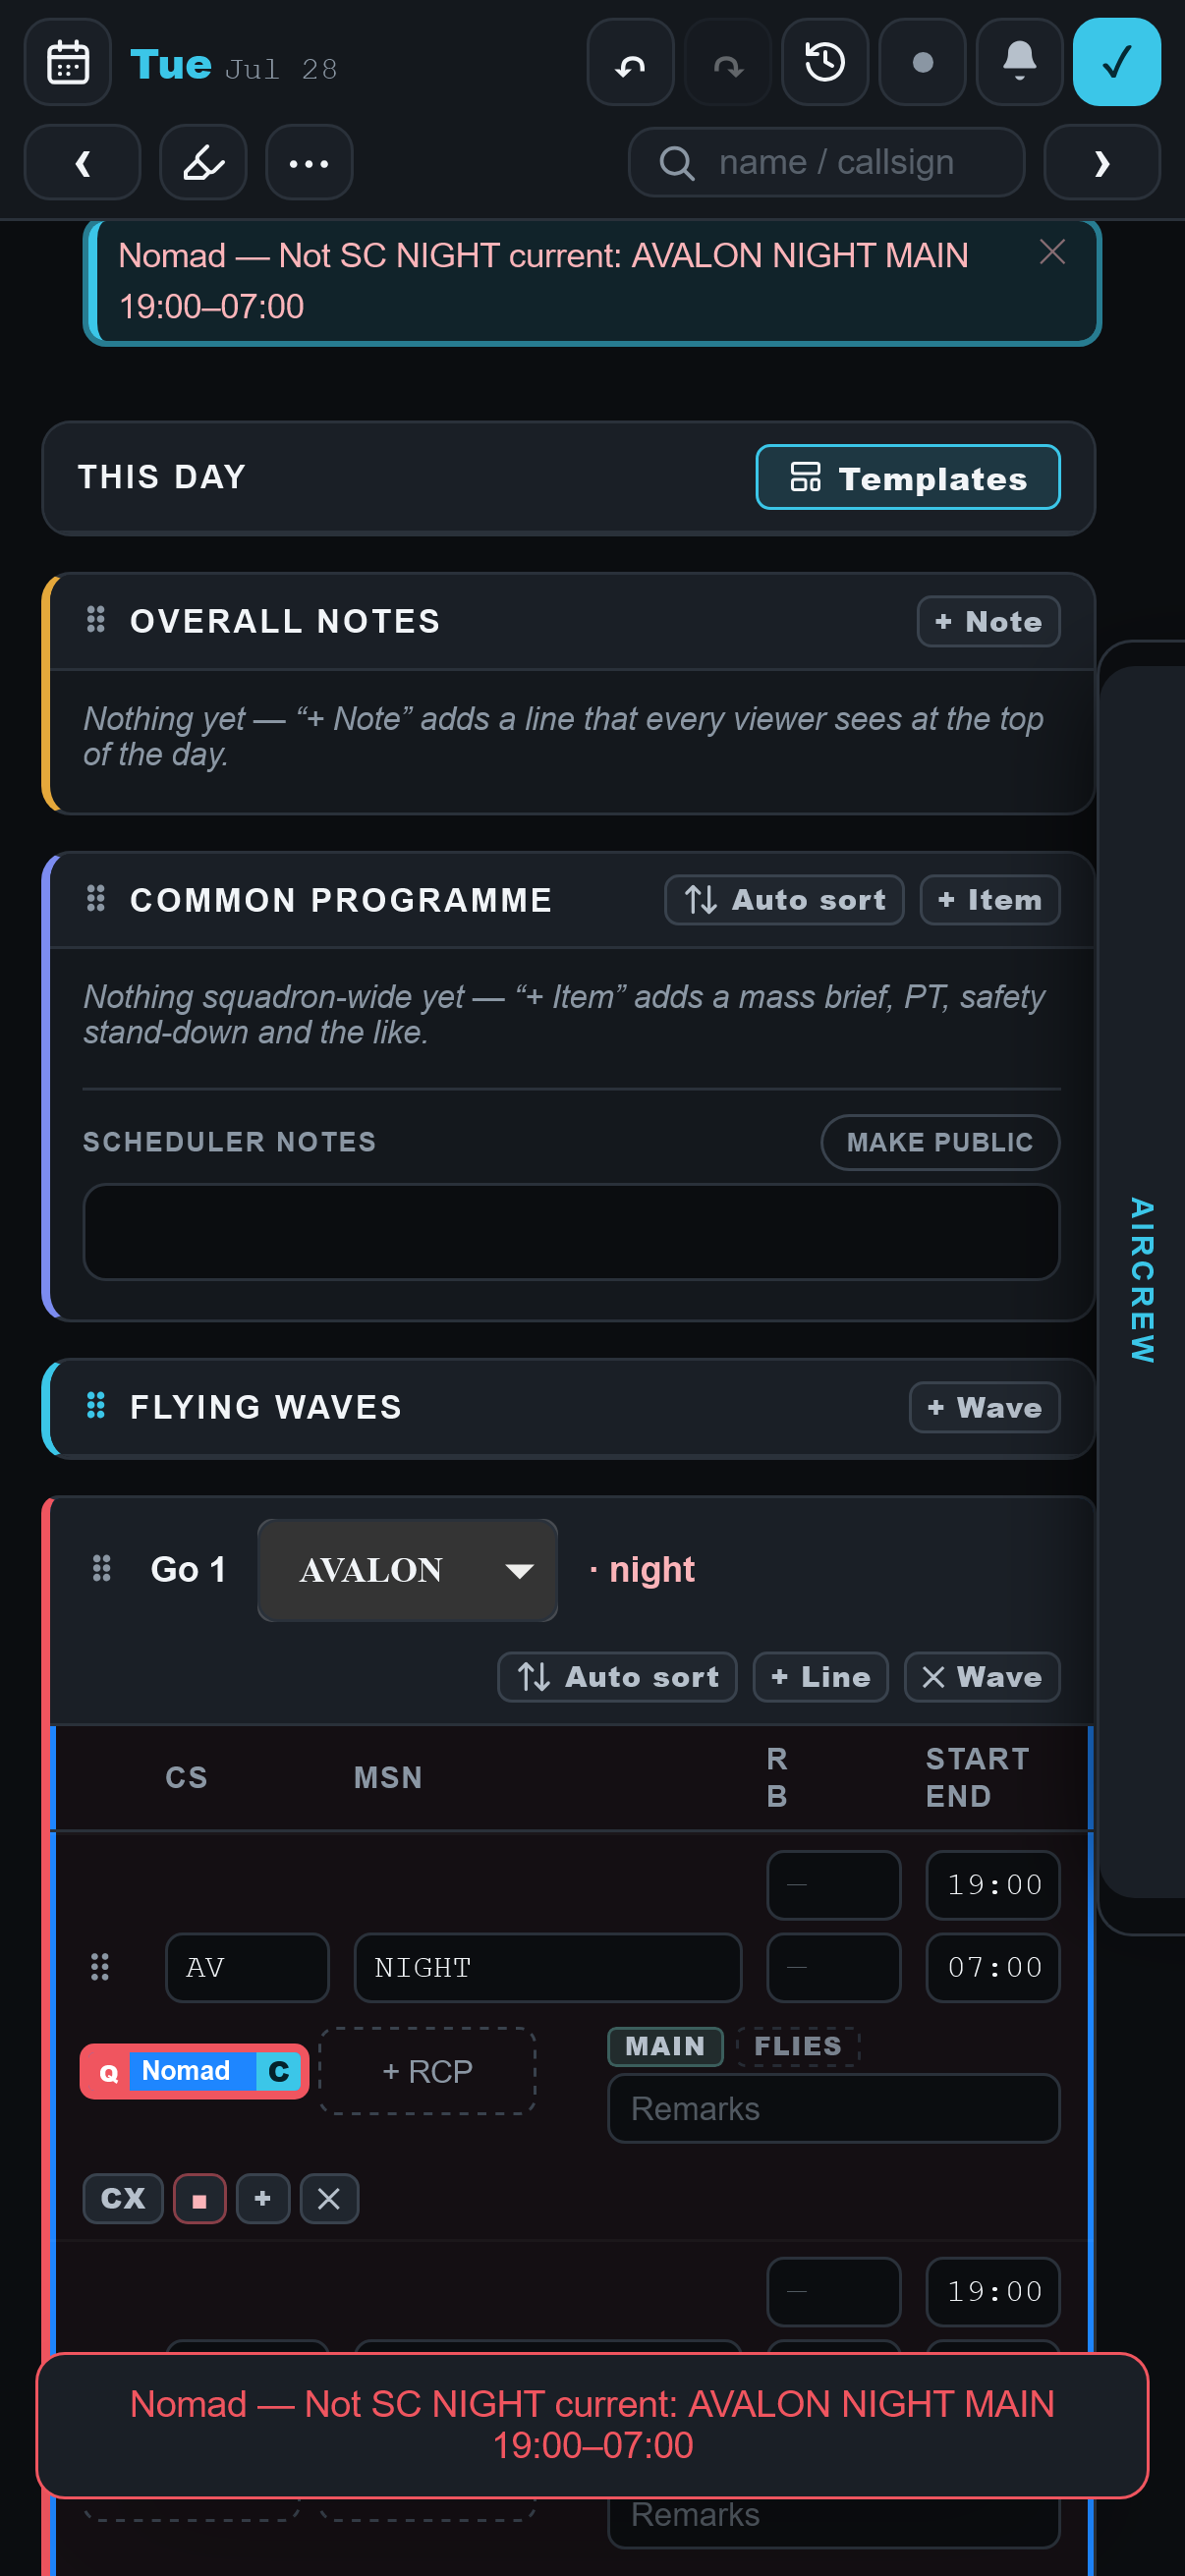 Tue Jul 28
name / callsign
Nomad — Not SC NIGHT current: AVALON NIGHT MAIN
19:00–07:00
THIS DAY
Templates
OVERALL NOTES
+ Note
Nothing yet — “+ Note” adds a line that every viewer sees at the top
of the day.
COMMON PROGRAMME
Auto sort
+ Item
Nothing squadron-wide yet — “+ Item” adds a mass brief, PT, safety
stand-down and the like.
SCHEDULER NOTES
MAKE PUBLIC
AIRCREW
FLYING WAVES
+ Wave
Go 1
AVALON
· night
Auto sort
+ Line
× Wave
CS
MSN
R
B
START
END
—
19:00
AV
NIGHT
—
07:00
Q Nomad C
+ RCP
MAIN
FLIES
Remarks
CX
+
—
19:00
Nomad — Not SC NIGHT current: AVALON NIGHT MAIN
19:00–07:00
Remarks